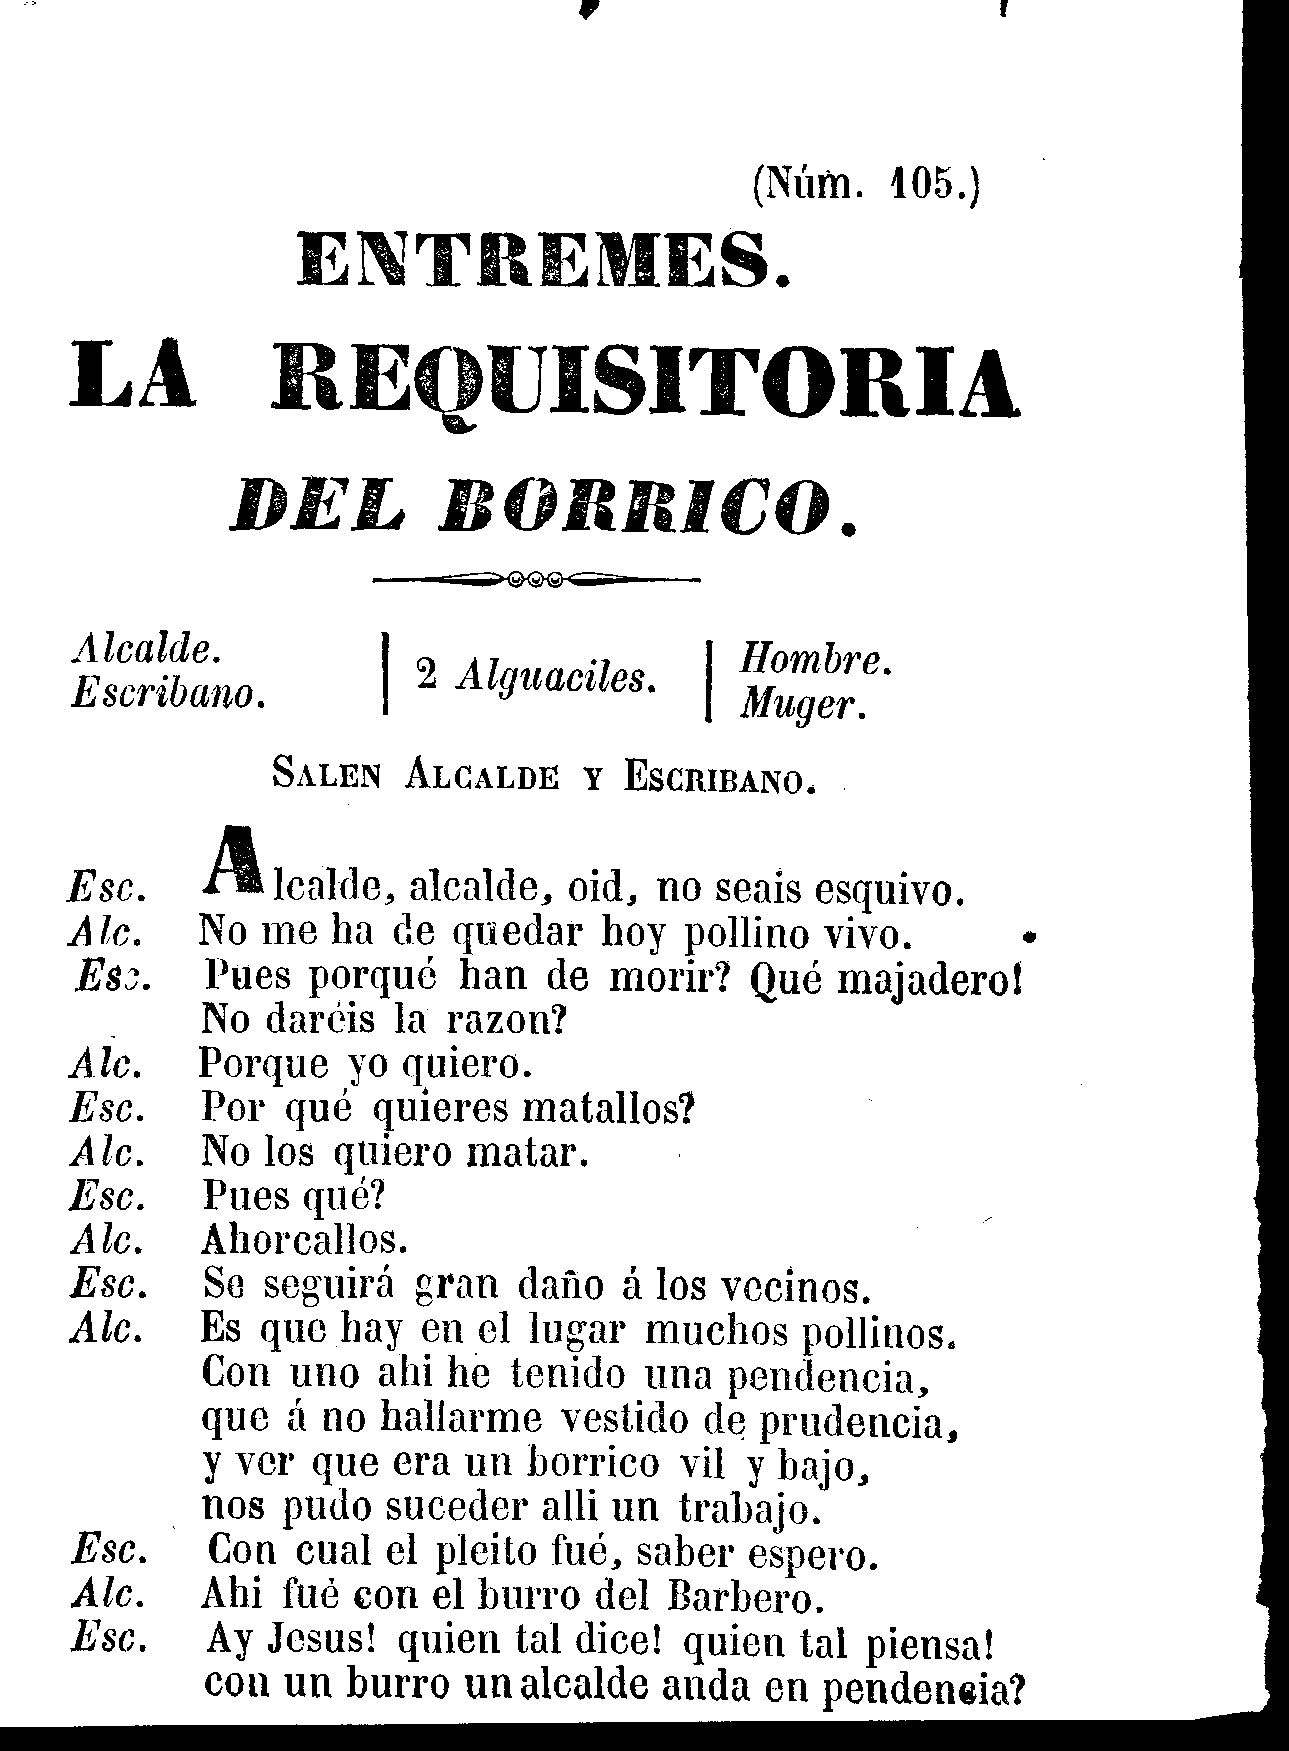 (Núm. 105.)
ENTREMES.
LA REQUISITORIA
DEL BORRICO.
Alcalde.
Escribano.
2 Alguaciles.
Hombre.
Muger.
SALEN ALCALDE Y ESCRIBANO.
Esc. Alcalde, alcalde, oid, no seais esquivo.
Alc. No me ha de quedar hoy pollino vivo.
Esc. Pues porqué han de morir? Qué majadero!
No daréis la razon?
Alc. Porque yo quiero.
Esc. Por qué quieres matallos?
Alc. No los quiero matar.
Esc. Pues qué?
Alc. Ahorcallos.
Esc. Se seguirá gran daño á los vecinos.
Alc. Es que hay en el lugar muchos pollinos.
Con uno ahi he tenido una pendencia,
que á no hallarme vestido de prudencia,
y ver que era un borrico vil y bajo,
nos pudo suceder alli un trabajo.
Esc. Con cual el pleito fué, saber espero.
Alc. Ahi fué con el burro del Barbero.
Esc. Ay Jesus! quien tal dice! quien tal piensa!
con un burro un alcalde anda en pendencia?